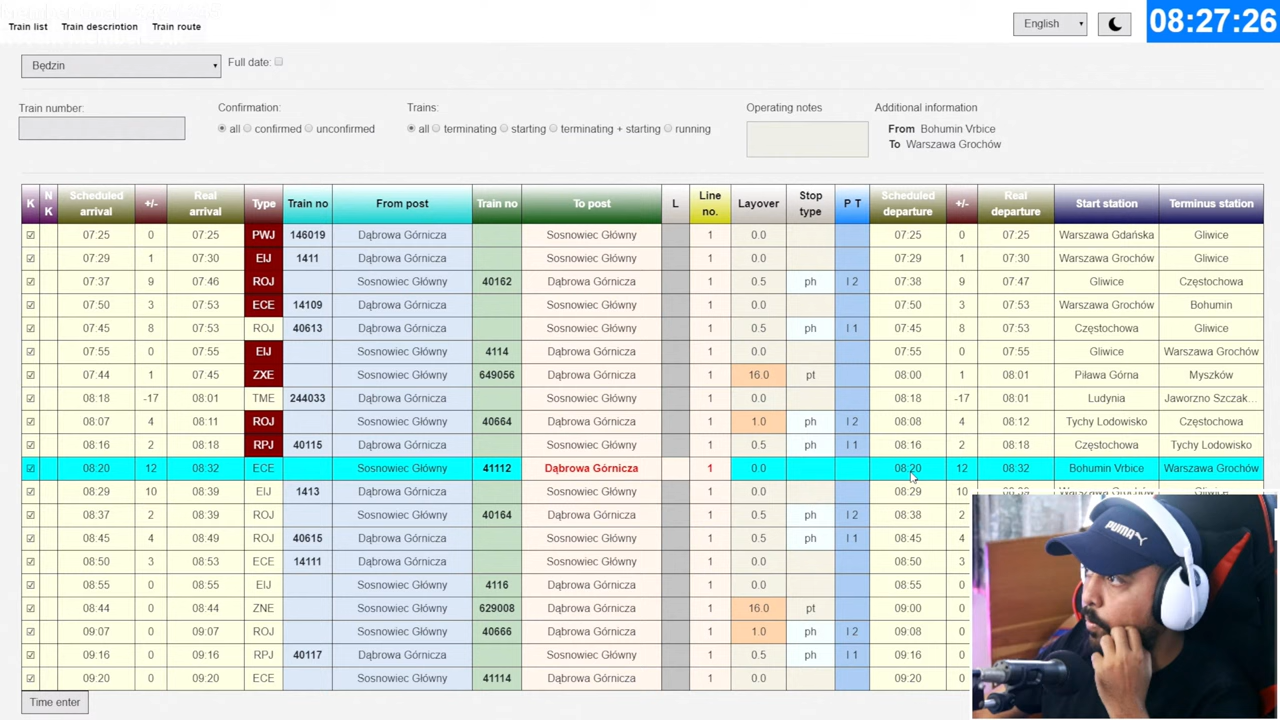 Train list Train description Train route English 08:27:26
Będzin Full date:
Train number: Confirmation: Trains: Operating notes Additional information
all confirmed unconfirmed all terminating starting terminating + starting running
From Bohumin Vrbice
To Warszawa Grochów
K N K Scheduled arrival +/- Real arrival Type Train no From post Train no To post L Line no. Layover Stop type P T Scheduled departure +/- Real departure Start station Terminus station
07:25 0 07:25 PWJ 146019 Dąbrowa Górnicza Sosnowiec Główny 1 0.0 07:25 0 07:25 Warszawa Gdańska Gliwice
07:29 1 07:30 EIJ 1411 Dąbrowa Górnicza Sosnowiec Główny 1 0.0 07:29 1 07:30 Warszawa Grochów Gliwice
07:37 9 07:46 ROJ Sosnowiec Główny 40162 Dąbrowa Górnicza 1 0.5 ph I 2 07:38 9 07:47 Gliwice Częstochowa
07:50 3 07:53 ECE 14109 Dąbrowa Górnicza Sosnowiec Główny 1 0.0 07:50 3 07:53 Warszawa Grochów Bohumin
07:45 8 07:53 ROJ 40613 Dąbrowa Górnicza Sosnowiec Główny 1 0.5 ph I 1 07:45 8 07:53 Częstochowa Gliwice
07:55 0 07:55 EIJ Sosnowiec Główny 4114 Dąbrowa Górnicza 1 0.0 07:55 0 07:55 Gliwice Warszawa Grochów
07:44 1 07:45 ZXE Sosnowiec Główny 649056 Dąbrowa Górnicza 1 16.0 pt 08:00 1 08:01 Piława Górna Myszków
08:18 -17 08:01 TME 244033 Dąbrowa Górnicza Sosnowiec Główny 1 0.0 08:18 -17 08:01 Ludynia Jaworzno Szczak...
08:07 4 08:11 ROJ Sosnowiec Główny 40664 Dąbrowa Górnicza 1 1.0 ph I 2 08:08 4 08:12 Tychy Lodowisko Częstochowa
08:16 2 08:18 RPJ 40115 Dąbrowa Górnicza Sosnowiec Główny 1 0.5 ph I 1 08:16 2 08:18 Częstochowa Tychy Lodowisko
08:20 12 08:32 ECE Sosnowiec Główny 41112 Dąbrowa Górnicza 1 0.0 08:20 12 08:32 Bohumin Vrbice Warszawa Grochów
08:29 10 08:39 EIJ 1413 Dąbrowa Górnicza Sosnowiec Główny 1 0.0 08:29 10
08:37 2 08:39 ROJ Sosnowiec Główny 40164 Dąbrowa Górnicza 1 0.5 ph I 2 08:38 2
08:45 4 08:49 ROJ 40615 Dąbrowa Górnicza Sosnowiec Główny 1 0.5 ph I 1 08:45 4
08:50 3 08:53 ECE 14111 Dąbrowa Górnicza Sosnowiec Główny 1 0.0 08:50 3
08:55 0 08:55 EIJ Sosnowiec Główny 4116 Dąbrowa Górnicza 1 0.0 08:55 0
08:44 0 08:44 ZNE Sosnowiec Główny 629008 Dąbrowa Górnicza 1 16.0 pt 09:00 0
09:07 0 09:07 ROJ Sosnowiec Główny 40666 Dąbrowa Górnicza 1 1.0 ph I 2 09:08 0
09:16 0 09:16 RPJ 40117 Dąbrowa Górnicza Sosnowiec Główny 1 0.5 ph I 1 09:16 0
09:20 0 09:20 ECE Sosnowiec Główny 41114 Dąbrowa Górnicza 1 0.0 09:20 0
Time enter
PUMA